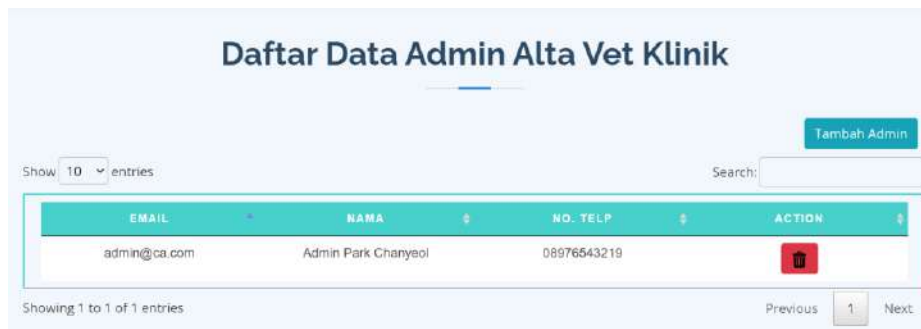 Daftar Data Admin Alta Vet Klinik
Tambah Admin
Show 10 entries
Search:
EMAIL NAMA NO. TELP ACTION
admin@ca.com Admin Park Chanyeol 08976543219
Showing 1 to 1 of 1 entries
Previous 1 Next